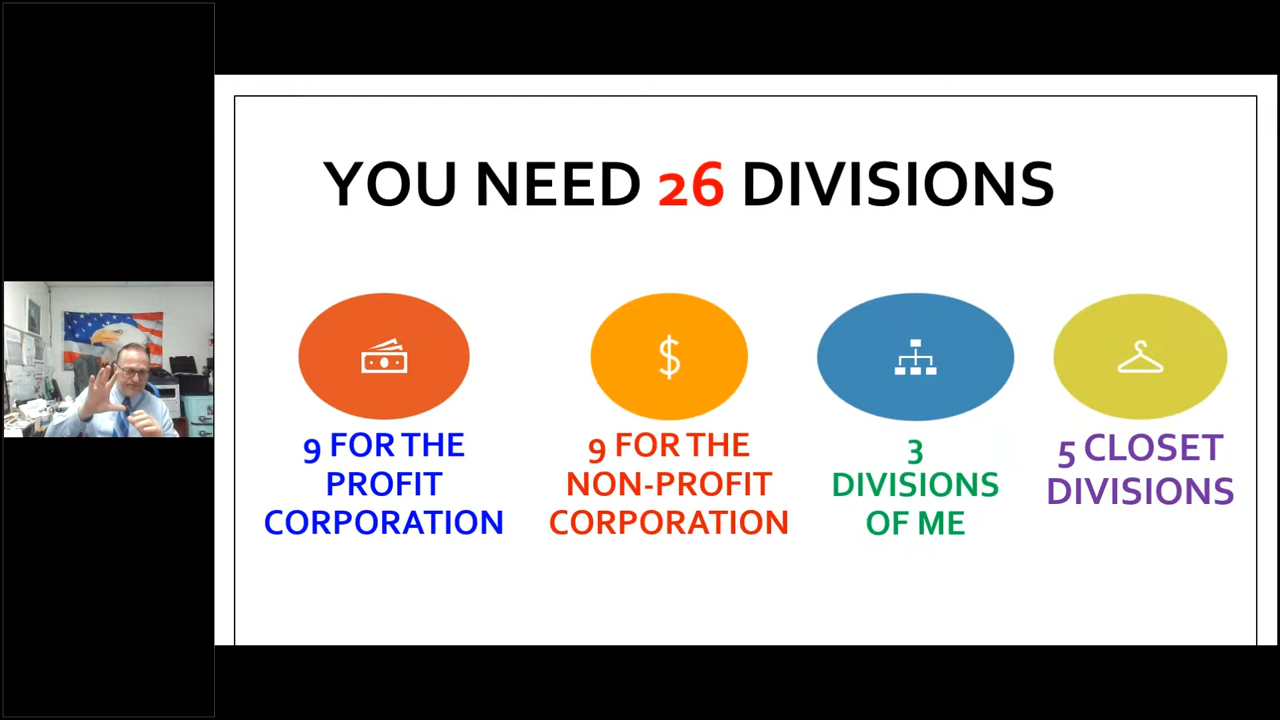 YOU NEED 26 DIVISIONS
9 FOR THE
PROFIT
CORPORATION
9 FOR THE
NON-PROFIT
CORPORATION
3
DIVISIONS
OF ME
5 CLOSET
DIVISIONS